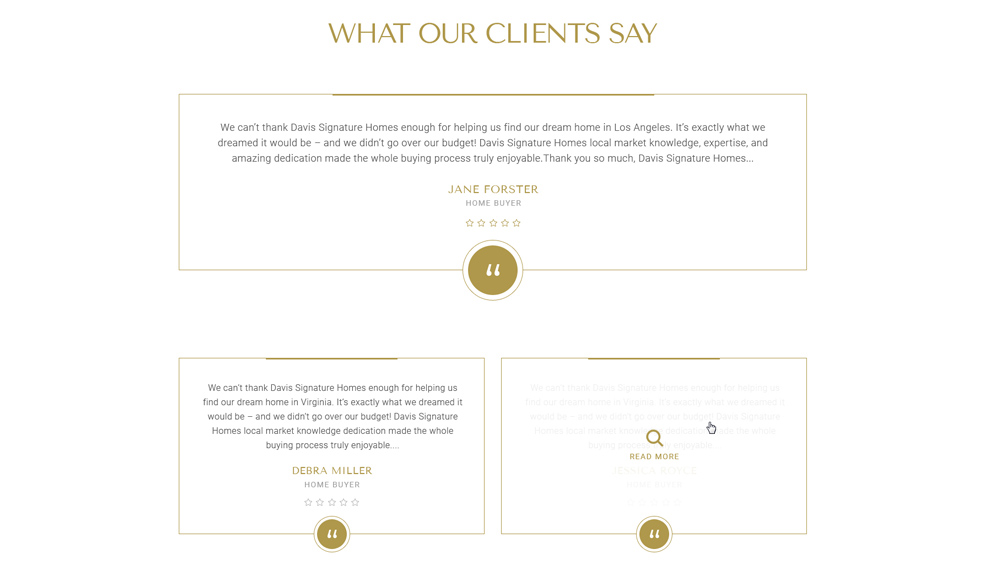 WHAT OUR CLIENTS SAY
We can't thank Davis Signature Homes enough for helping us find our dream home in Los Angeles. It's exactly what we
dreamed it would be – and we didn't go over our budget! Davis Signature Homes local market knowledge, expertise, and
amazing dedication made the whole buying process truly enjoyable.Thank you so much, Davis Signature Homes...
JANE FORSTER
HOME BUYER
“
We can't thank Davis Signature Homes enough for helping us
find our dream home in Virginia. It's exactly what we dreamed it
would be – and we didn't go over our budget! Davis Signature
Homes local market knowledge dedication made the whole
buying process truly enjoyable....
DEBRA MILLER
HOME BUYER
“
We can't thank Davis Signature Homes enough for helping us
find our dream home in Virginia. It's exactly what we dreamed it
would be – and we didn't go over our budget! Davis Signature
Homes local market made the whole
buying enjoyable
READ MORE
JESSICA ROYCE
HOME BUYER
“